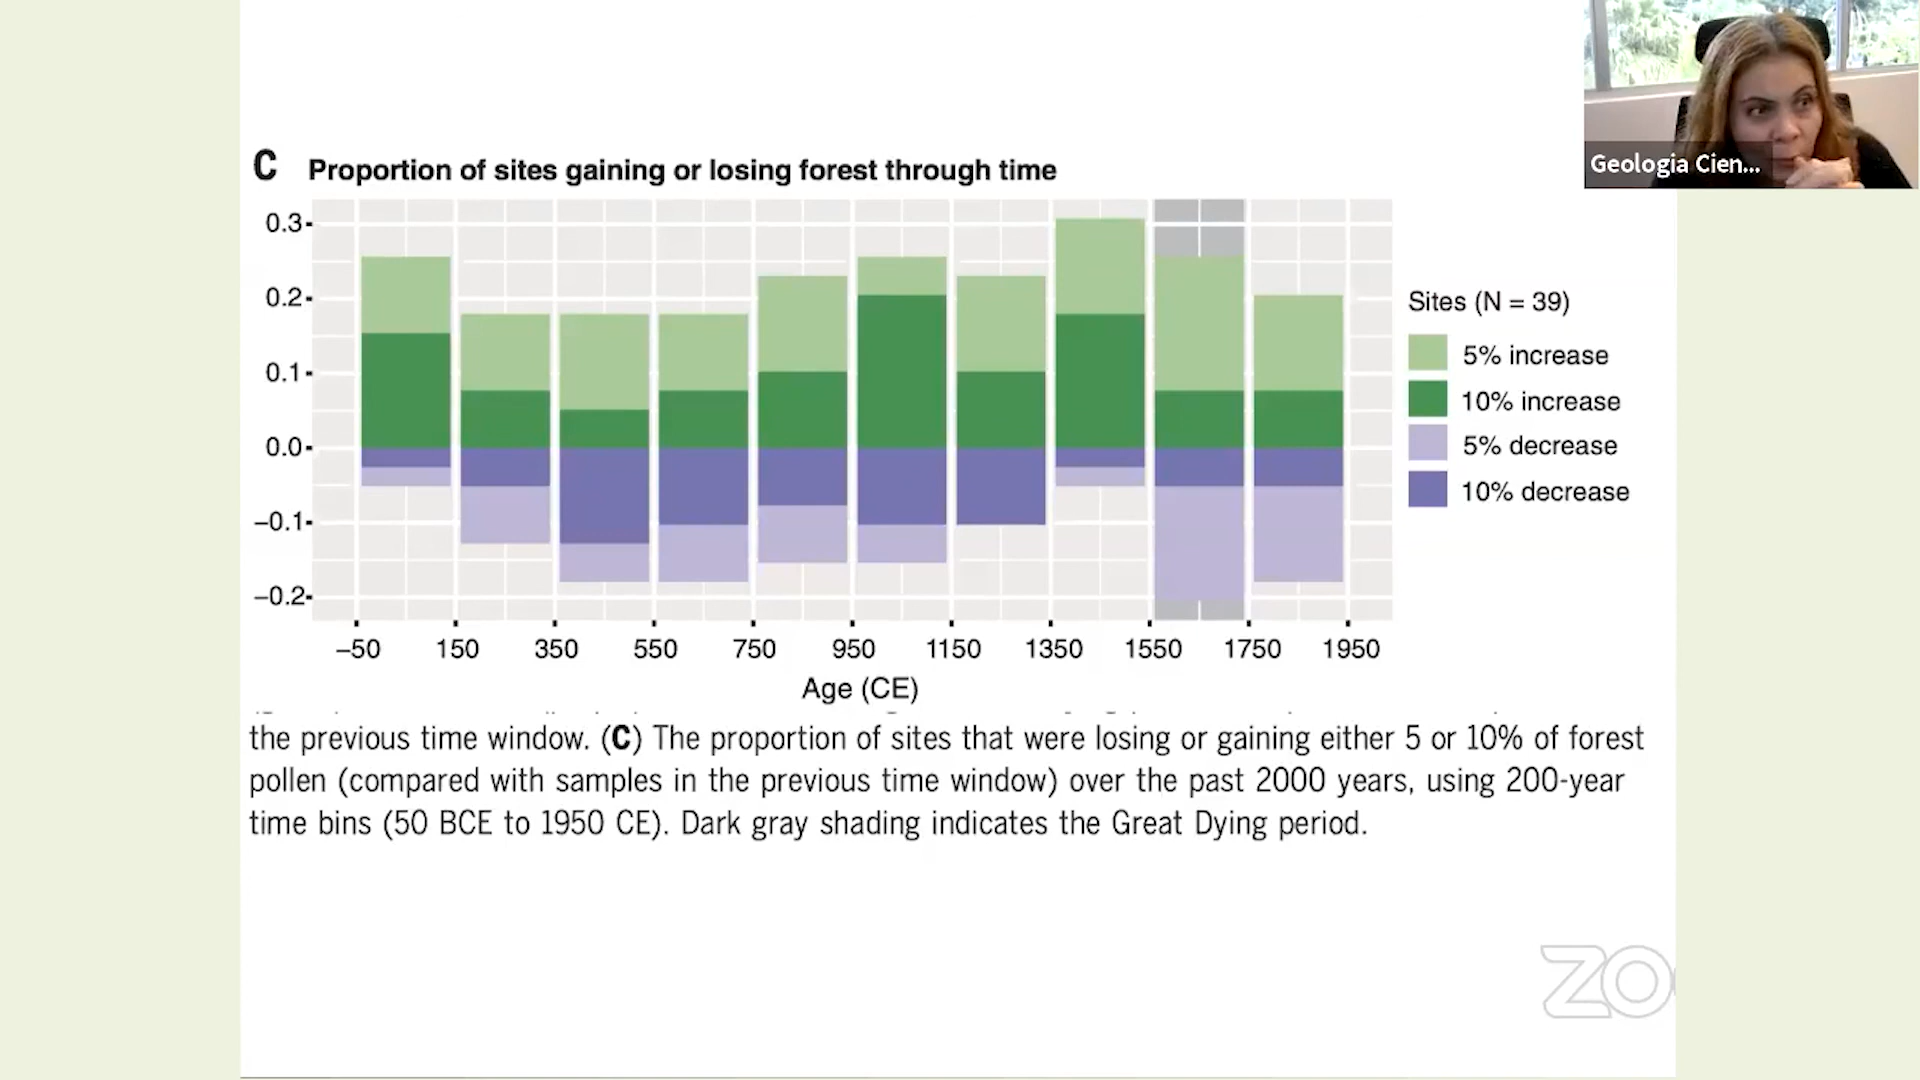 Geologia Cien...
C Proportion of sites gaining or losing forest through time
0.3
0.2
0.1
0.0
−0.1
−0.2
−50 150 350 550 750 950 1150 1350 1550 1750 1950
Age (CE)
Sites (N = 39)
5% increase
10% increase
5% decrease
10% decrease
the previous time window. (C) The proportion of sites that were losing or gaining either 5 or 10% of forest
pollen (compared with samples in the previous time window) over the past 2000 years, using 200-year
time bins (50 BCE to 1950 CE). Dark gray shading indicates the Great Dying period.
ZO